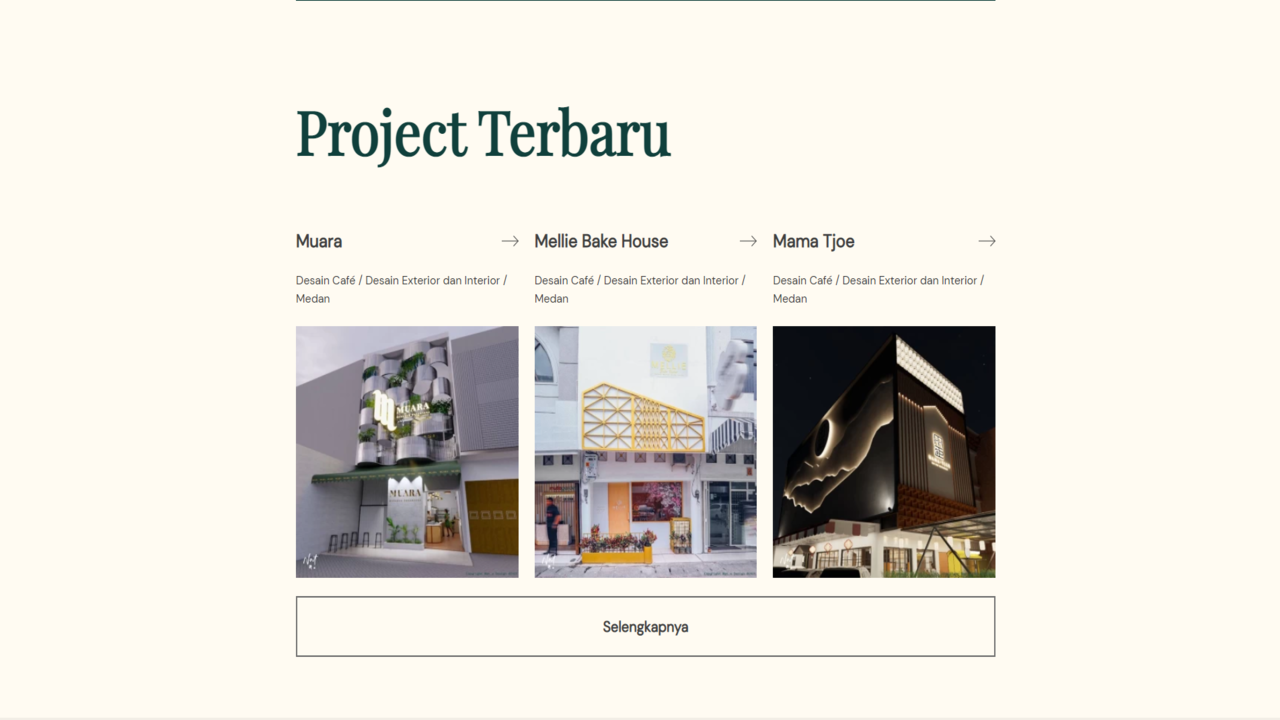 Project Terbaru
Muara
Mellie Bake House
Mama Tjoe
Desain Café / Desain Exterior dan Interior /
Medan
Desain Café / Desain Exterior dan Interior /
Medan
Desain Café / Desain Exterior dan Interior /
Medan
MUARA
MUARA
Selengkapnya